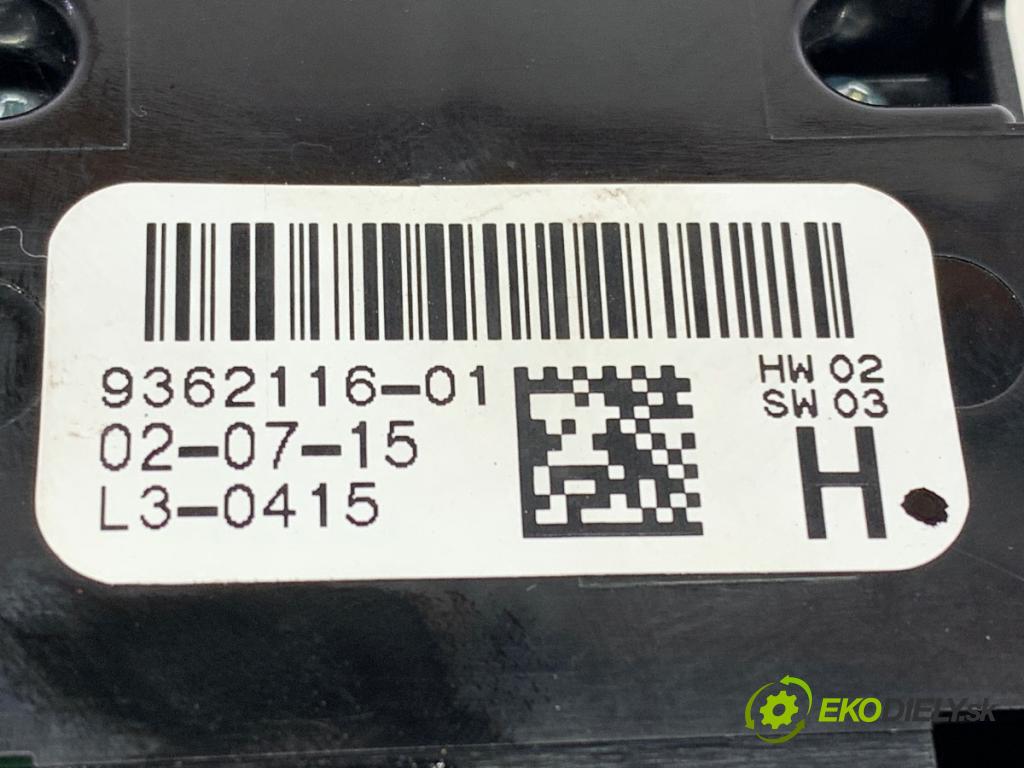 9362116-01
02-07-15
L3-0415
HW 02
SW 03
H
EKODIELY.SK